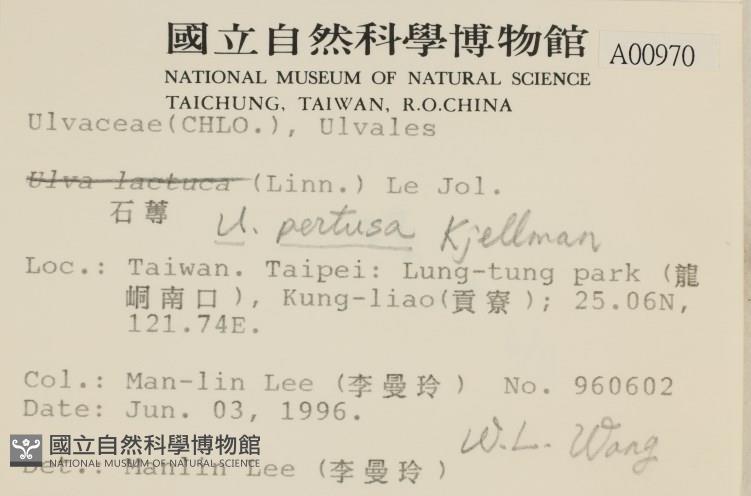 國立自然科學博物館
A00970
NATIONAL MUSEUM OF NATURAL SCIENCE
TAICHUNG, TAIWAN, R.O.CHINA
Ulvaceae(CHLO.), Ulvales
Ulva lactuca (Linn.) Le Jol.
石蓴 U. pertusa Kjellman
Loc.: Taiwan. Taipei: Lung-tung park (龍
峒南口), Kung-liao(貢寮); 25.06N,
121.74E.
Col.: Man-lin Lee (李曼玲) No. 960602
Date: Jun. 03, 1996.
W.L. Wang
Det.: Manlin Lee (李曼玲)
國立自然科學博物館
NATIONAL MUSEUM OF NATURAL SCIENCE